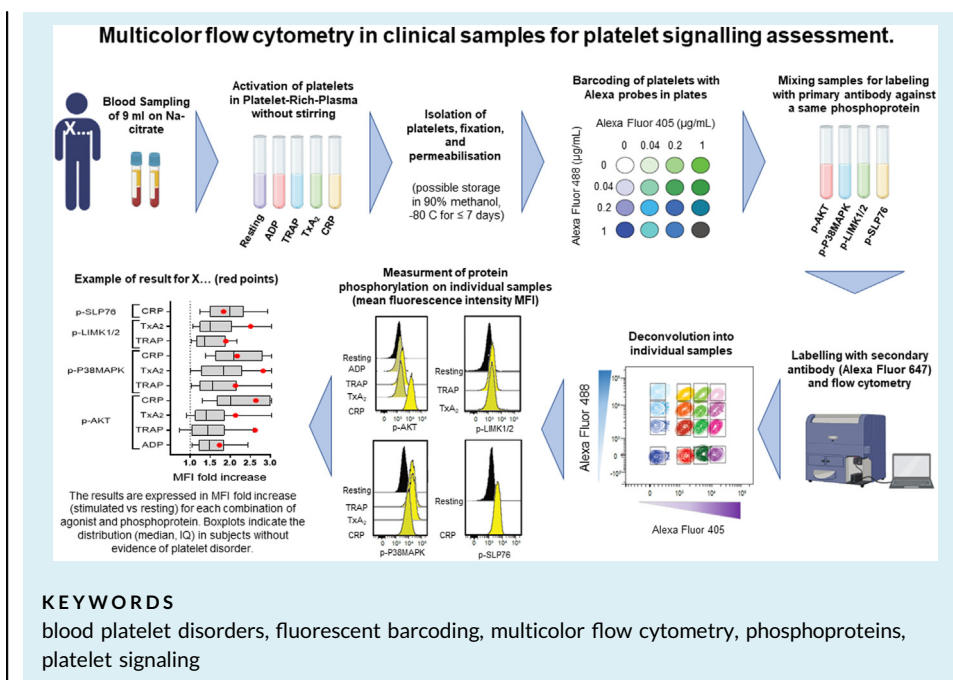 Multicolor flow cytometry in clinical samples for platelet signalling assessment.
X...
Blood Sampling
of 9 ml on Na-
citrate
Activation of platelets
in Platelet-Rich-Plasma
without stirring
Resting
ADP
TRAP
TxA₂
CRP
Isolation of
platelets, fixation,
and
permeabilisation
(possible storage
in 90% methanol,
-80 C for ≤ 7 days)
Barcoding of platelets with
Alexa probes in plates
Alexa Fluor 405 (µg/mL)
0 0.04 0.2 1
Alexa Fluor 488 (µg/mL)
0
0.04
0.2
1
Mixing samples for labeling
with primary antibody against
a same phosphoprotein
p-AKT
p-P38MAPK
p-LIMK1/2
p-SLP76
Labelling with secondary
antibody (Alexa Fluor 647)
and flow cytometry
Deconvolution into
individual samples
Alexa Fluor 488
Alexa Fluor 405
Measurment of protein
phosphorylation on individual samples
(mean fluorescence intensity MFI)
Resting
ADP
TRAP
TxA₂
CRP
p-AKT
Resting
TRAP
TxA₂
p-LIMK1/2
Resting
TRAP
TxA₂
CRP
p-P38MAPK
Resting
CRP
p-SLP76
Example of result for X... (red points)
p-SLP76 CRP
p-LIMK1/2 TxA2
TRAP
p-P38MAPK CRP
TxA2
TRAP
p-AKT CRP
TxA2
TRAP
ADP
1.0 1.5 2.0 2.5 3.0
MFI fold increase
The results are expressed in MFI fold increase
(stimulated vs resting) for each combination of
agonist and phosphoprotein. Boxplots indicate the
distribution (median, IQ) in subjects without
evidence of platelet disorder.
KEYWORDS
blood platelet disorders, fluorescent barcoding, multicolor flow cytometry, phosphoproteins,
platelet signaling